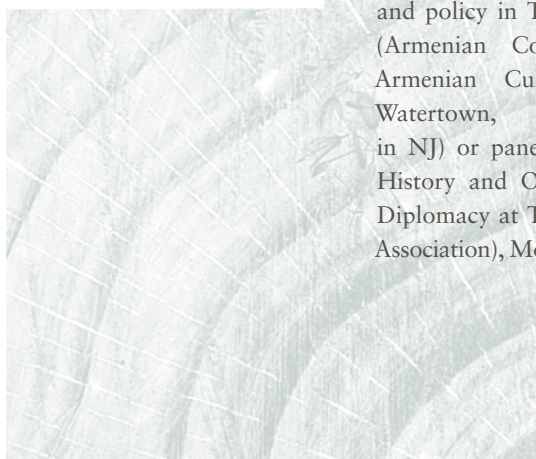 and policy in T
(Armenian Co
Armenian Cu
Watertown,
in NJ) or pane
History and O
Diplomacy at T
Association), Mo